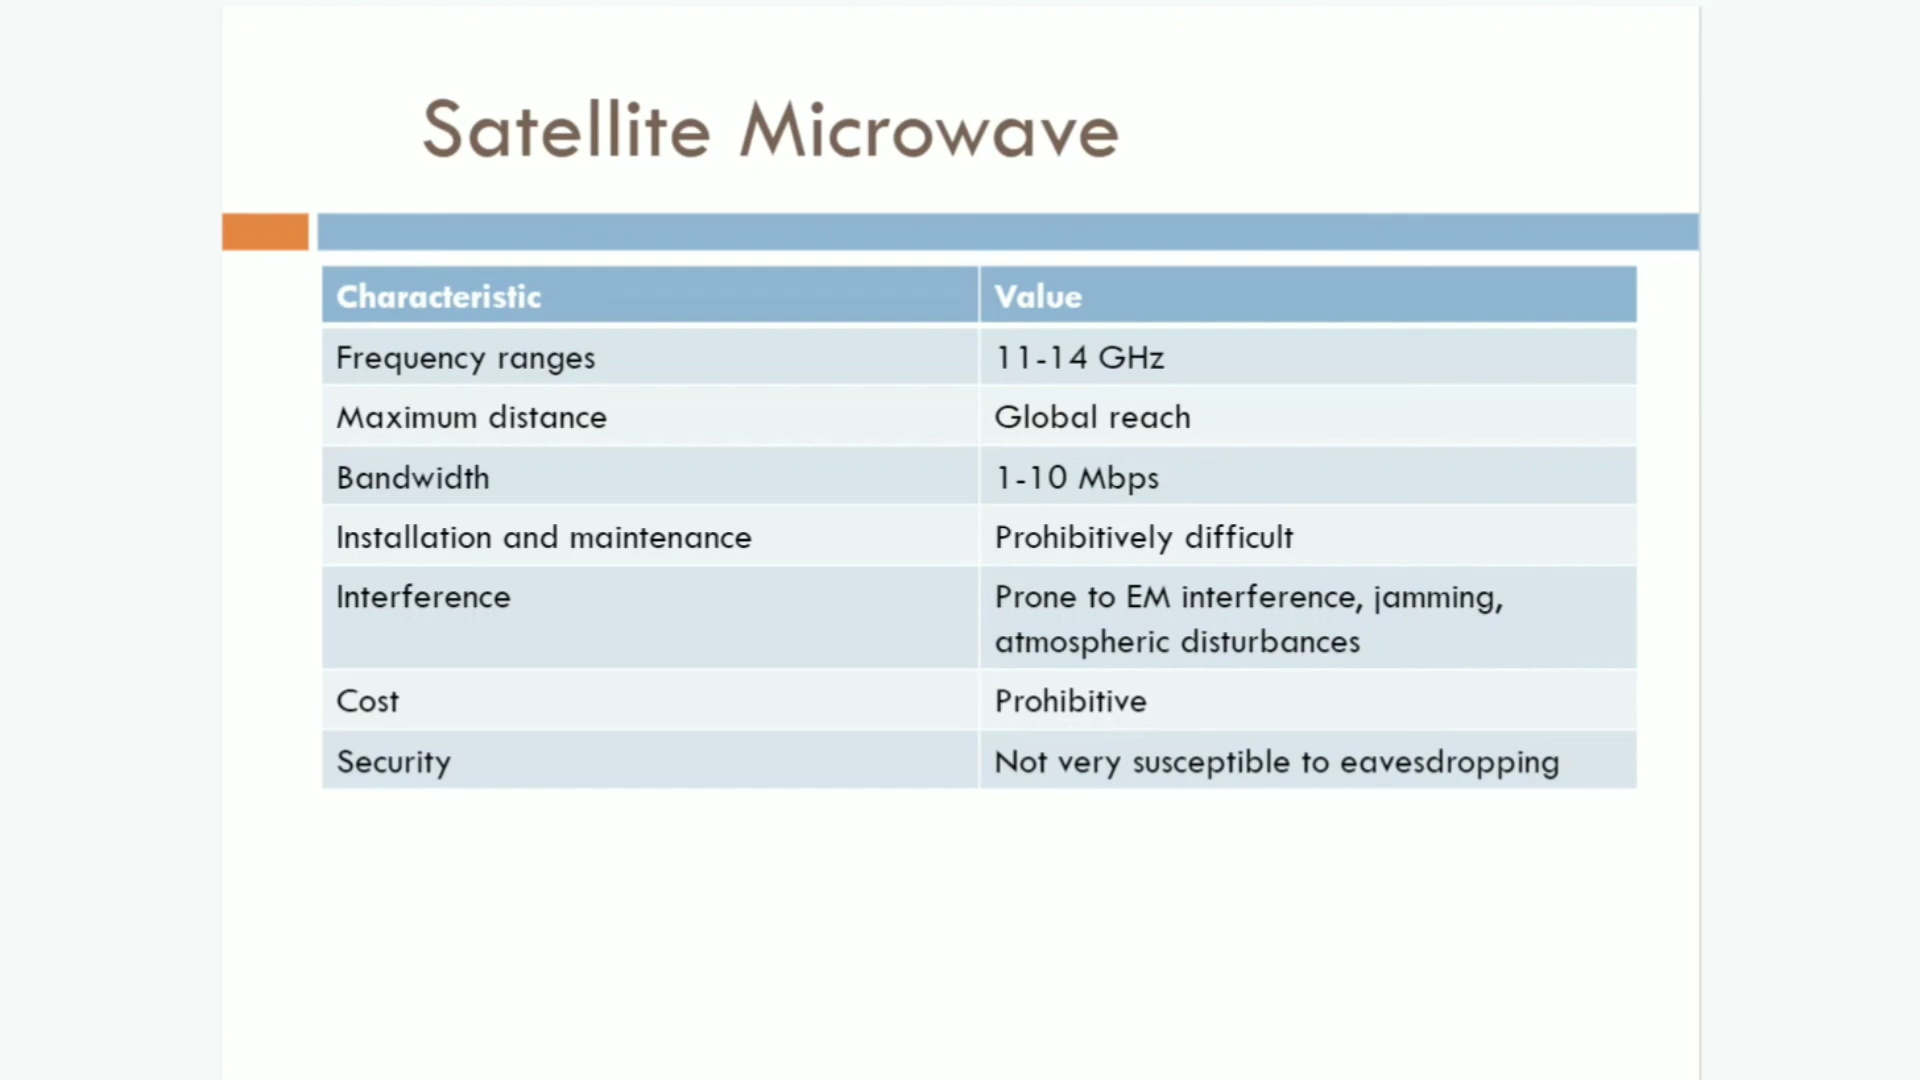 Satellite Microwave
Characteristic Value
Frequency ranges 11-14 GHz
Maximum distance Global reach
Bandwidth 1-10 Mbps
Installation and maintenance Prohibitively difficult
Interference Prone to EM interference, jamming,
atmospheric disturbances
Cost Prohibitive
Security Not very susceptible to eavesdropping